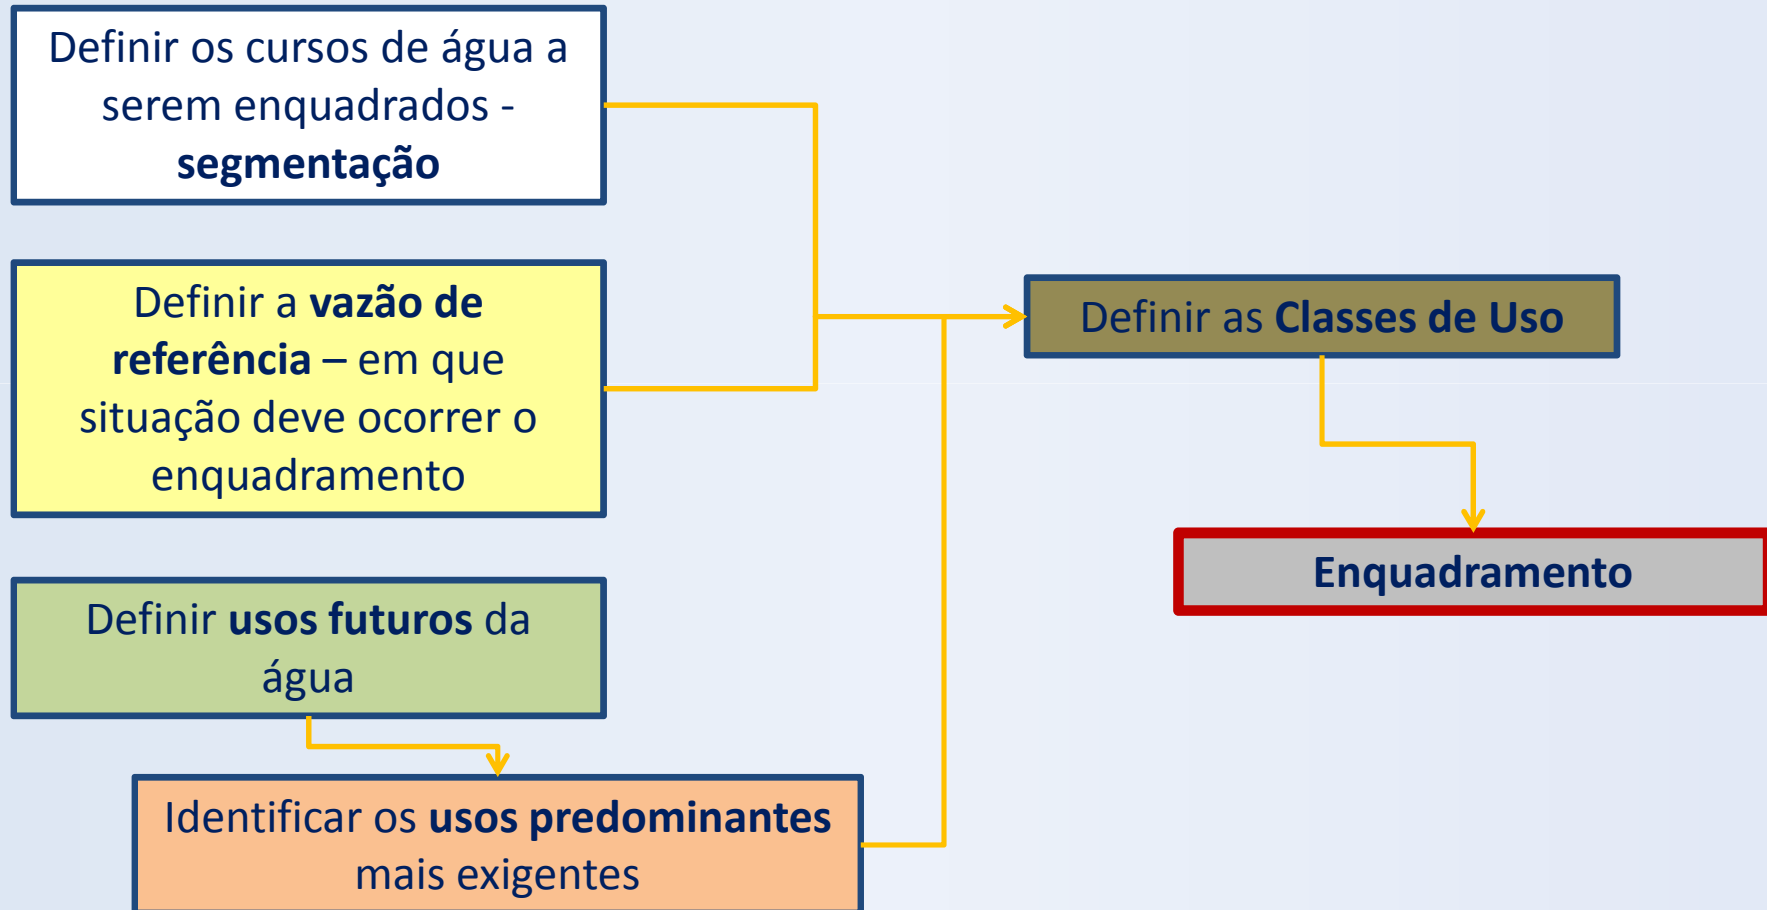 Definir os cursos de água a
serem enquadrados -
segmentação
Definir a vazão de
referência – em que
situação deve ocorrer o
enquadramento
Definir as Classes de Uso
Enquadramento
Definir usos futuros da
água
Identificar os usos predominantes
mais exigentes